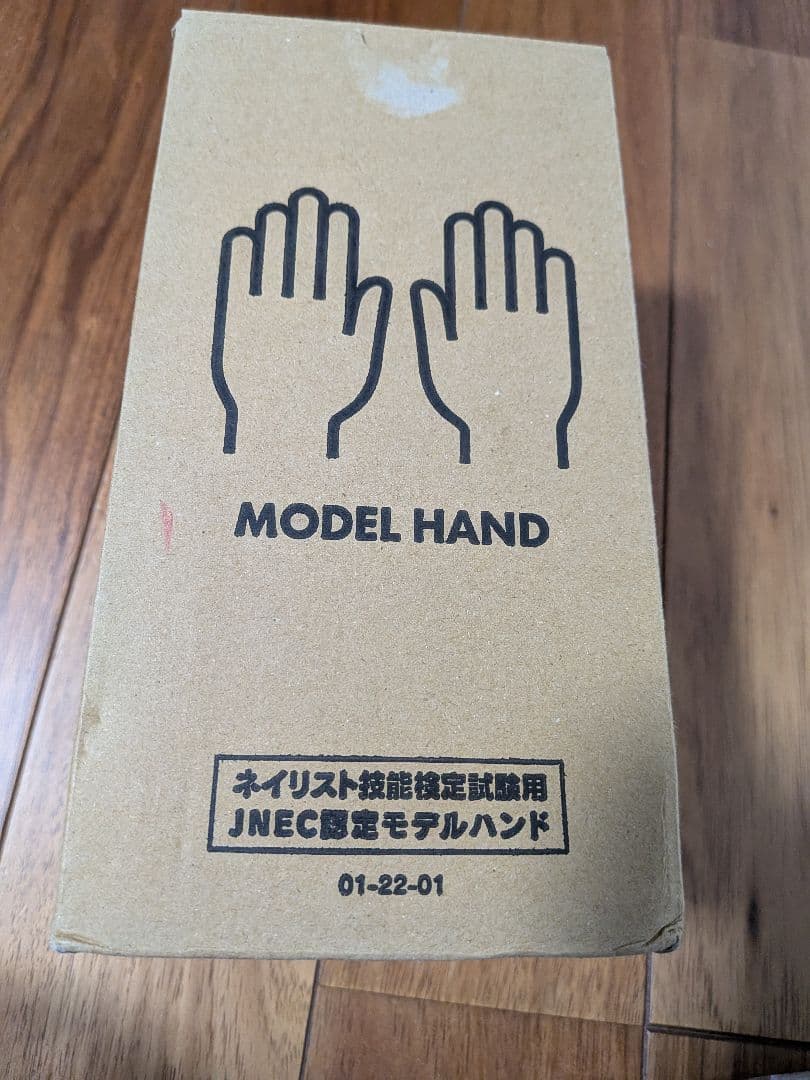 MODEL HAND
ネイリスト技能検定試験用
JNEC認定モデルハンド
01-22-01